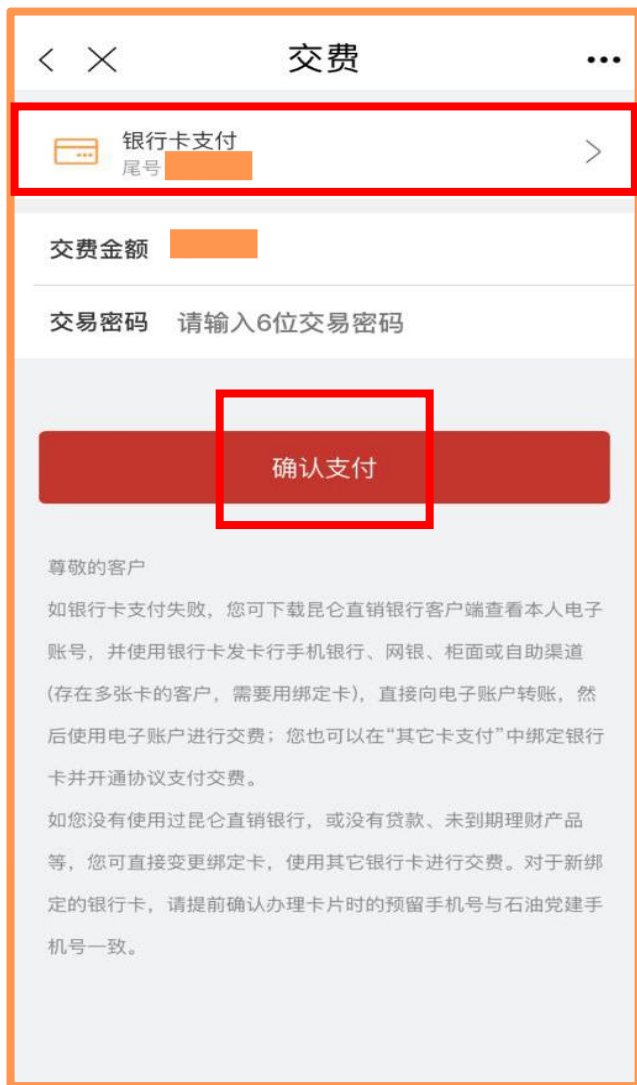 交费
银行卡支付
尾号
交费金额
交易密码 请输入6位交易密码
确认支付
尊敬的客户
如银行卡支付失败，您可下载昆仑直销银行客户端查看本人电子
账号，并使用银行卡发卡行手机银行、网银、柜面或自助渠道
(存在多张卡的客户，需要用绑定卡)，直接向电子账户转账，然
后使用电子账户进行交费；您也可以在“其它卡支付”中绑定银行
卡并开通协议支付交费。
如您没有使用过昆仑直销银行，或没有贷款、未到期理财产品
等，您可直接变更绑定卡，使用其它银行卡进行交费。对于新绑
定的银行卡，请提前确认办理卡片时的预留手机号与石油党建手
机号一致。